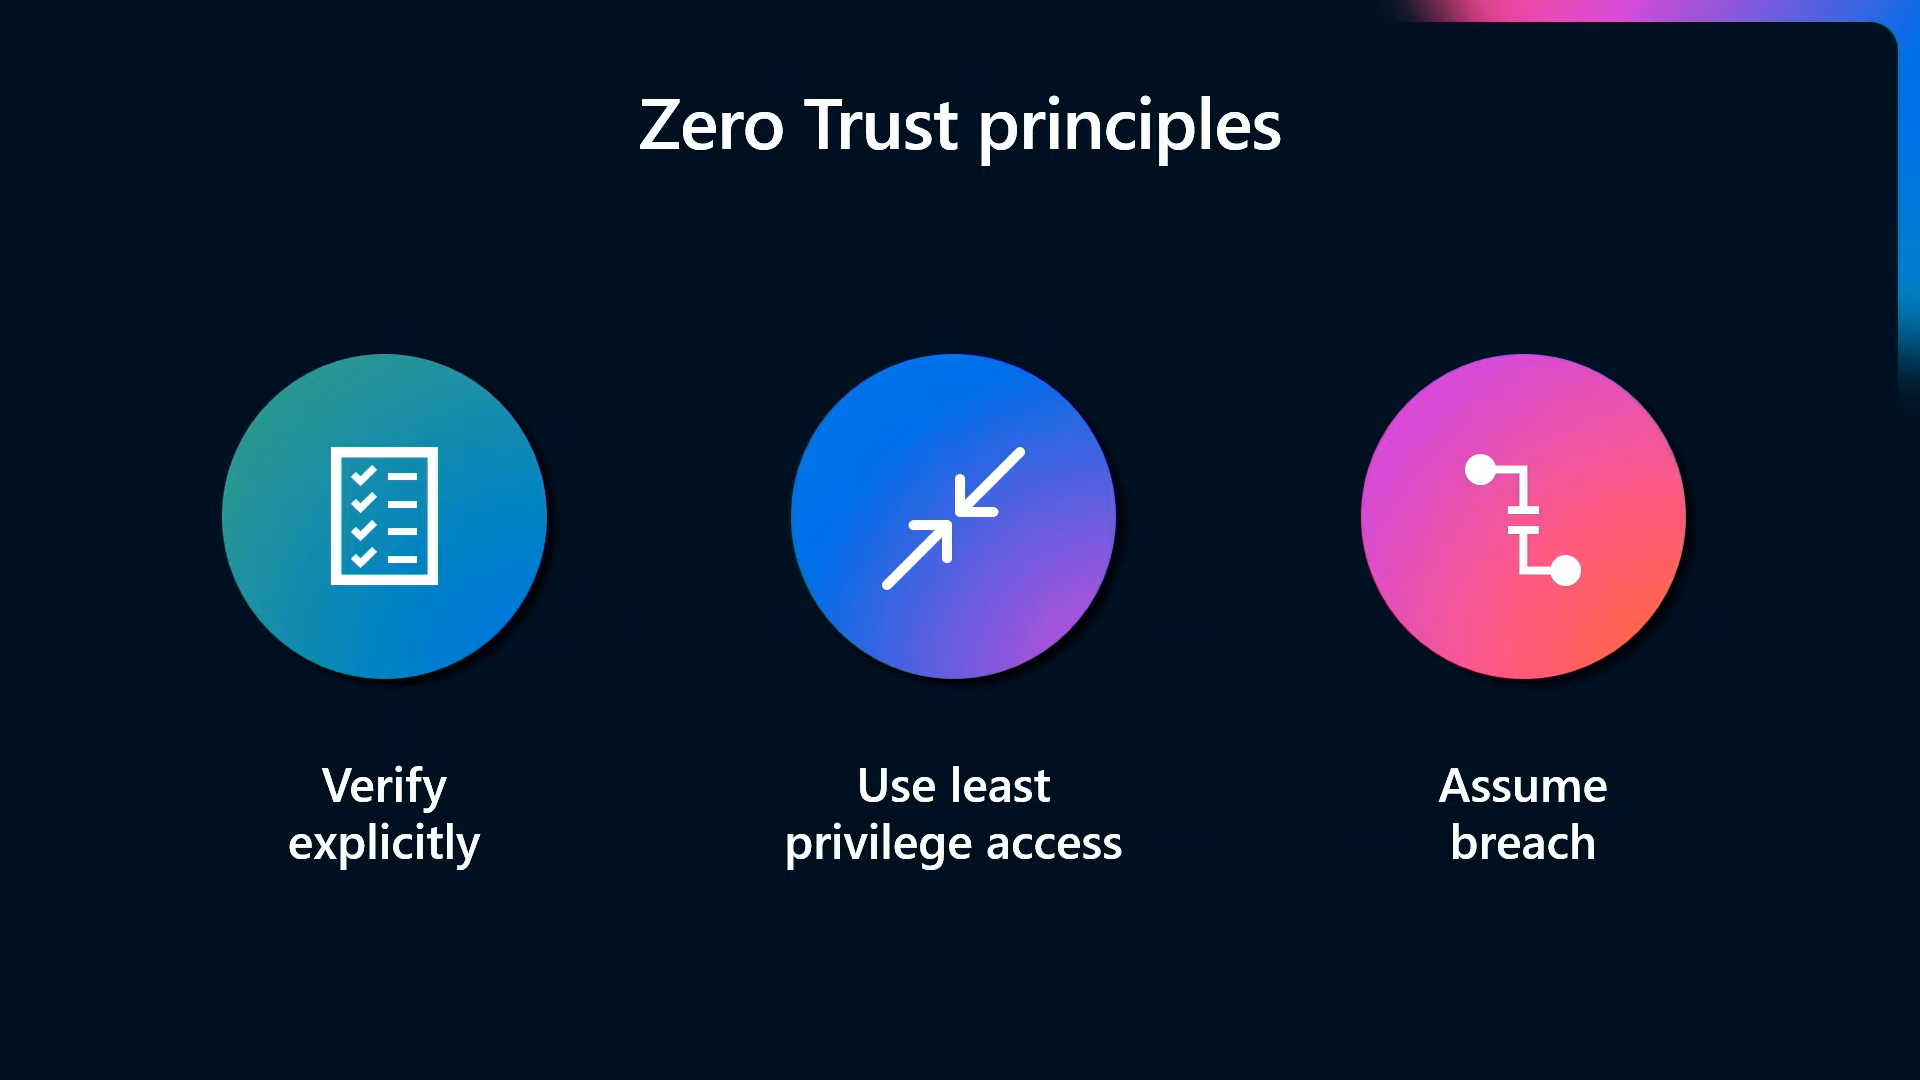 Zero Trust principles
Verify
explicitly
Use least
privilege access
Assume
breach